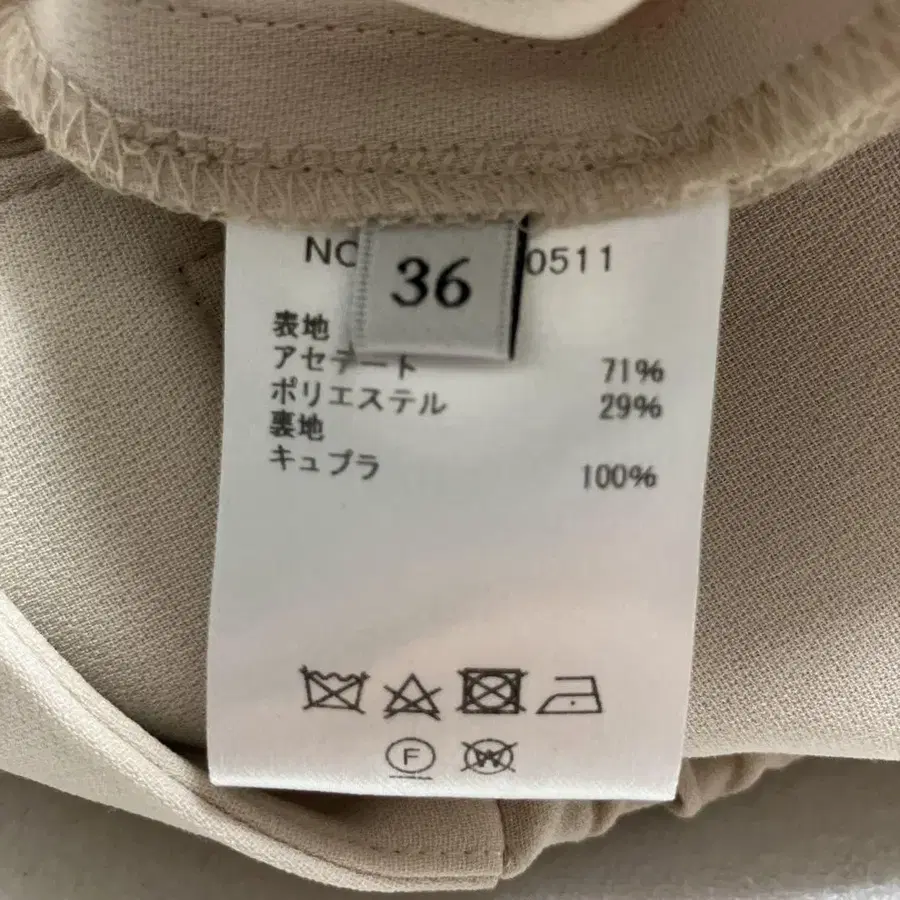 NO 0511
36
表地
アセテート 71%
ポリエステル 29%
裏地
キュプラ 100%
F W